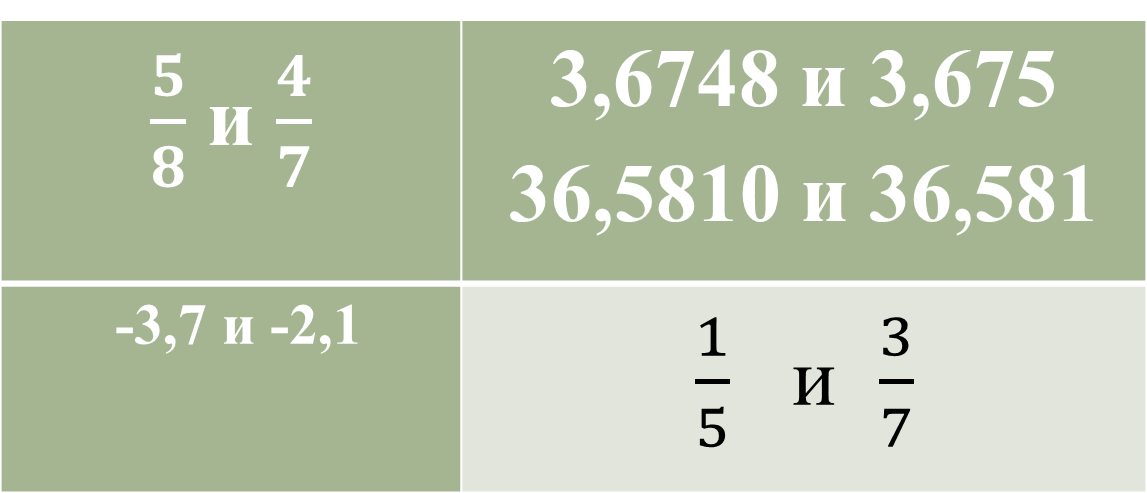 5/8 и 4/7
3,6748 и 3,675
36,5810 и 36,581
-3,7 и -2,1
1/5 и 3/7